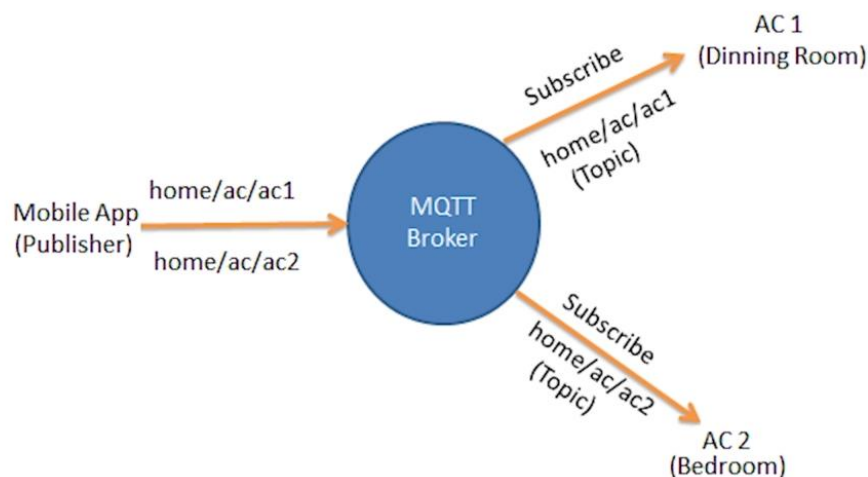 AC 1
(Dinning Room)
Subscribe
home/ac/ac1
(Topic)
home/ac/ac1
Mobile App
(Publisher)
home/ac/ac2
MQTT
Broker
Subscribe
home/ac/ac2
(Topic)
AC 2
(Bedroom)